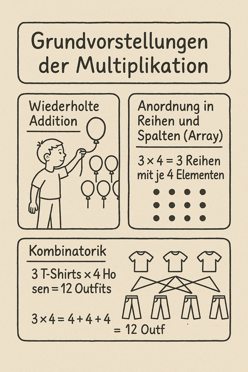 Grundvorstellungen
der Multiplikation
Wiederholte
Addition
Anordnung in
Reihen und
Spalten (Array)
3 × 4 = 3 Reihen
mit je 4 Elementen
Kombinatorik
3 T-Shirts × 4 Ho
sen = 12 Outfits
3 × 4 = 4 + 4 + 4
= 12 Outf